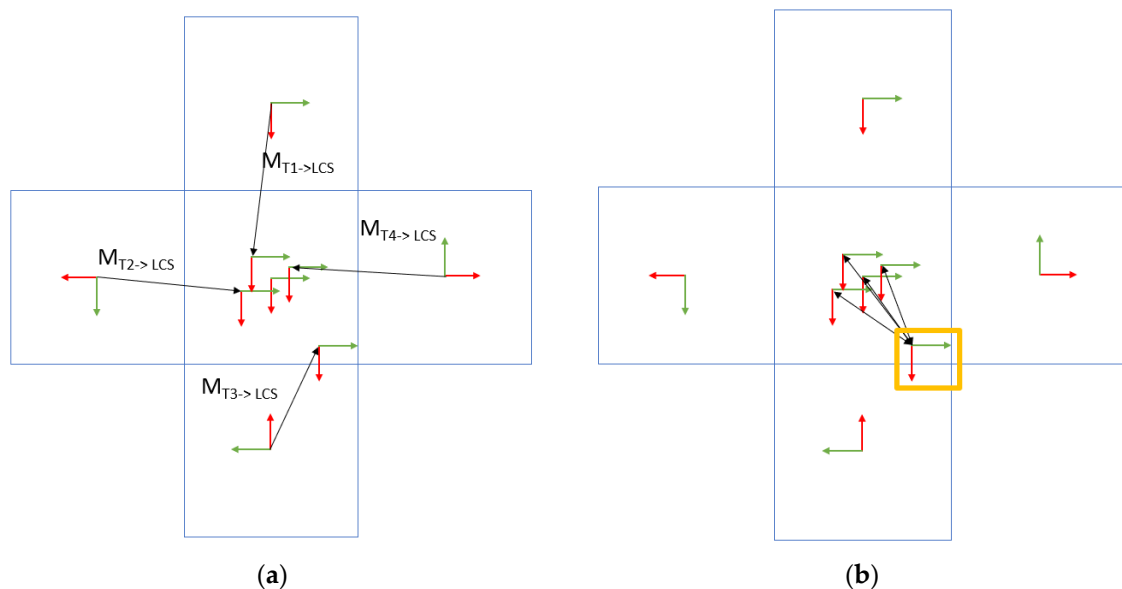 M_T1->LCS
M_T4-> LCS
M_T2-> LCS
M_T3-> LCS
(a) (b)